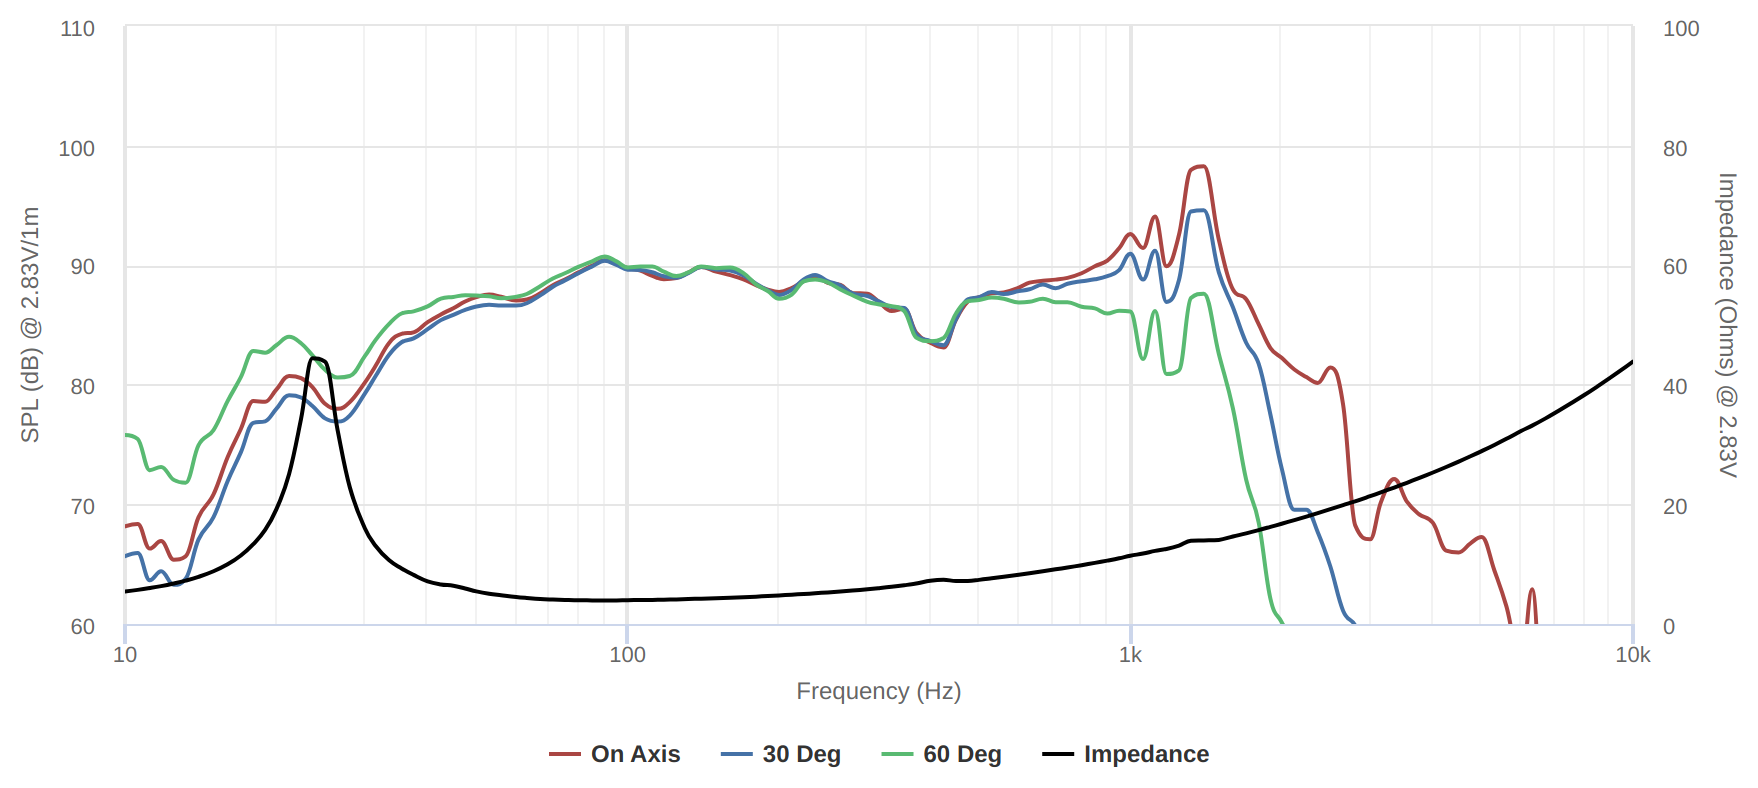 110
100
90
80
70
60
SPL (dB) @ 2.83V/1m
100
80
60
40
20
0
Impedance (Ohms) @ 2.83V
10
100
1k
10k
Frequency (Hz)
On Axis
30 Deg
60 Deg
Impedance